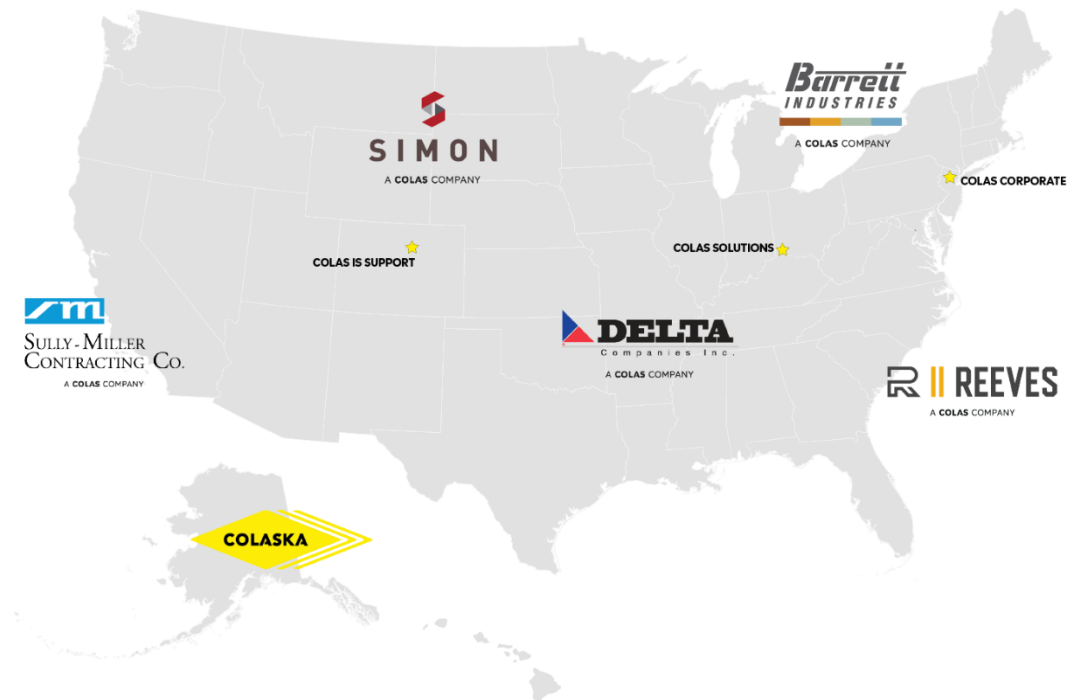 Barrett
INDUSTRIES
A COLAS COMPANY
SIMON
A COLAS COMPANY
COLAS CORPORATE
COLAS SOLUTIONS
COLAS IS SUPPORT
sm
SULLY-MILLER
CONTRACTING CO.
A COLAS COMPANY
DELTA
Companies Inc.
A COLAS COMPANY
R REEVES
A COLAS COMPANY
COLASKA